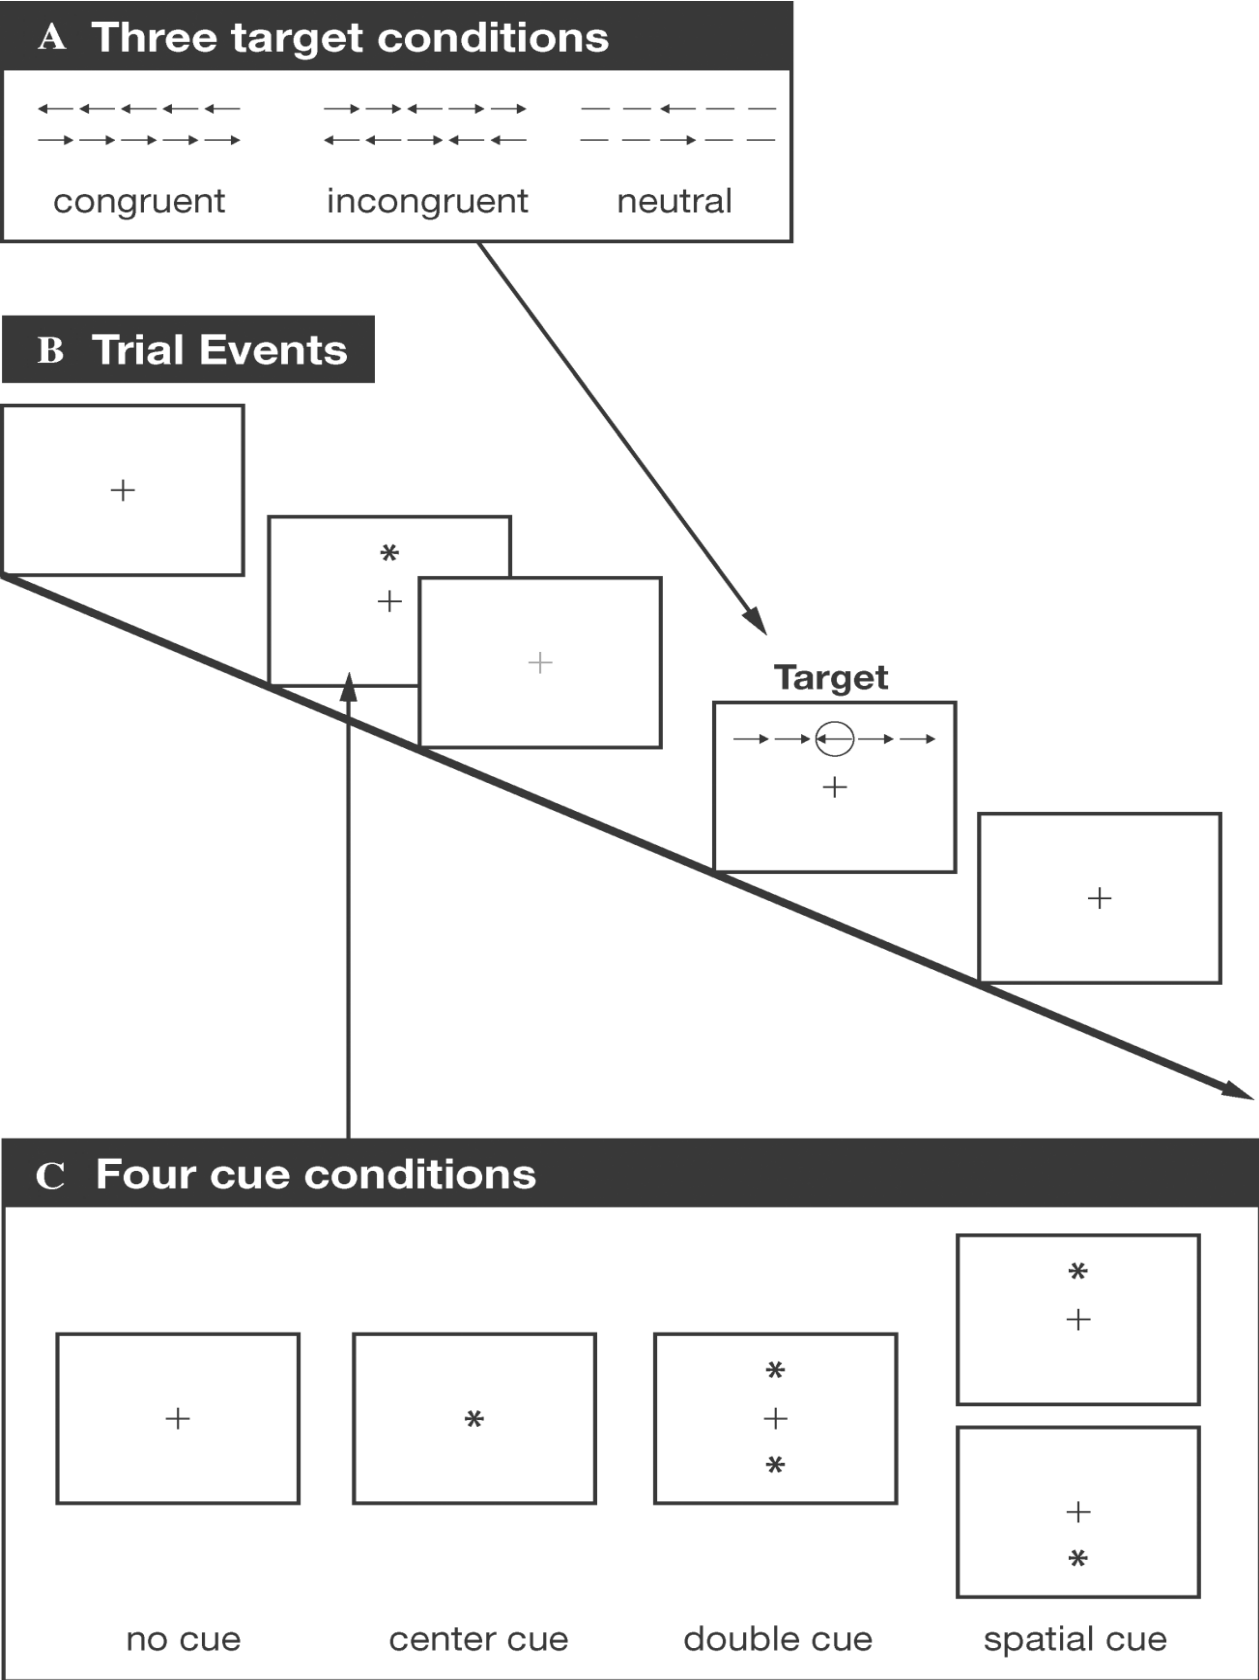 A Three target conditions
congruent incongruent neutral
B Trial Events
*
+
+
+
Target
+
+
C Four cue conditions
*
+
+
*
*
+
*
+
*
no cue center cue double cue spatial cue